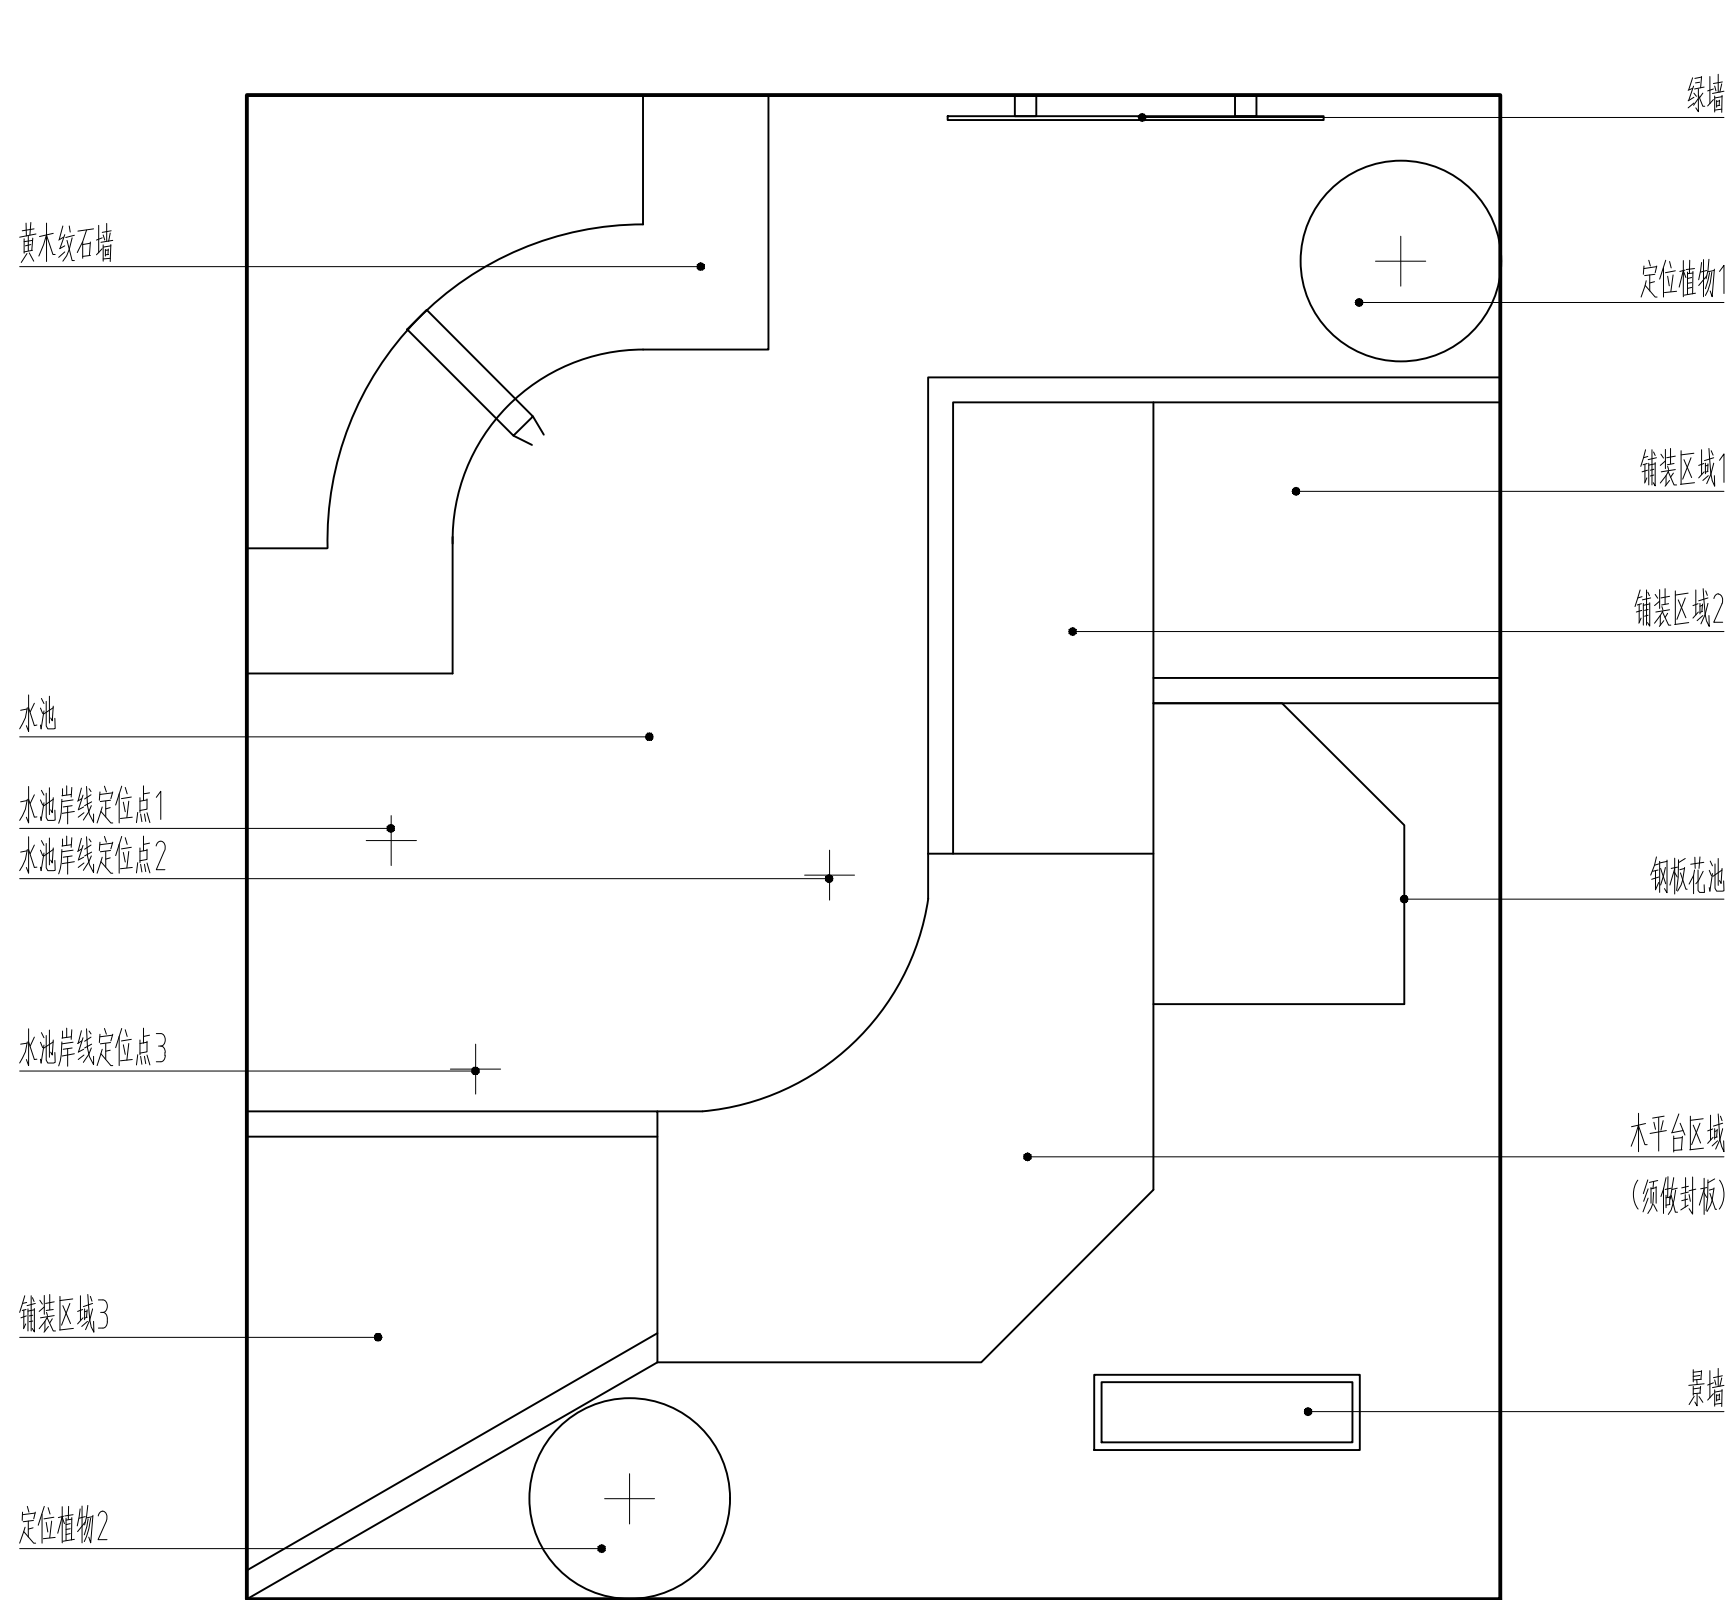 绿墙
黄木纹石墙
定位植物1
铺装区域1
铺装区域2
水池
水池岸线定位点1
水池岸线定位点2
钢板花池
水池岸线定位点3
木平台区域
(须做封板)
铺装区域3
景墙
定位植物2